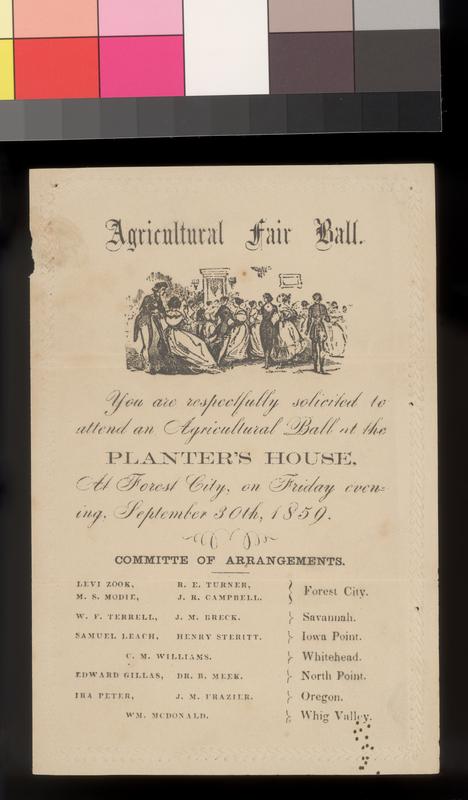 Agricultural Fair Ball.
You are respectfully solicited to
attend an Agricultural Ball at the
PLANTER'S HOUSE,
At Forest City, on Friday even-
ing, September 30th, 1859.
COMMITTE OF ARRANGEMENTS.
LEVI ZOOK, R. E. TURNER,
M. S. MODIE, J. R. CAMPBELL. } Forest City.
W. F. TERRELL, J. M. BRECK. } Savannah.
SAMUEL LEACH, HENRY STERITT. } Iowa Point.
C. M. WILLIAMS. } Whitehead.
EDWARD GILLAS, DR. B. MEEK. } North Point.
IRA PETER, J. M. FRAZIER. } Oregon.
WM. MCDONALD. } Whig Valley.